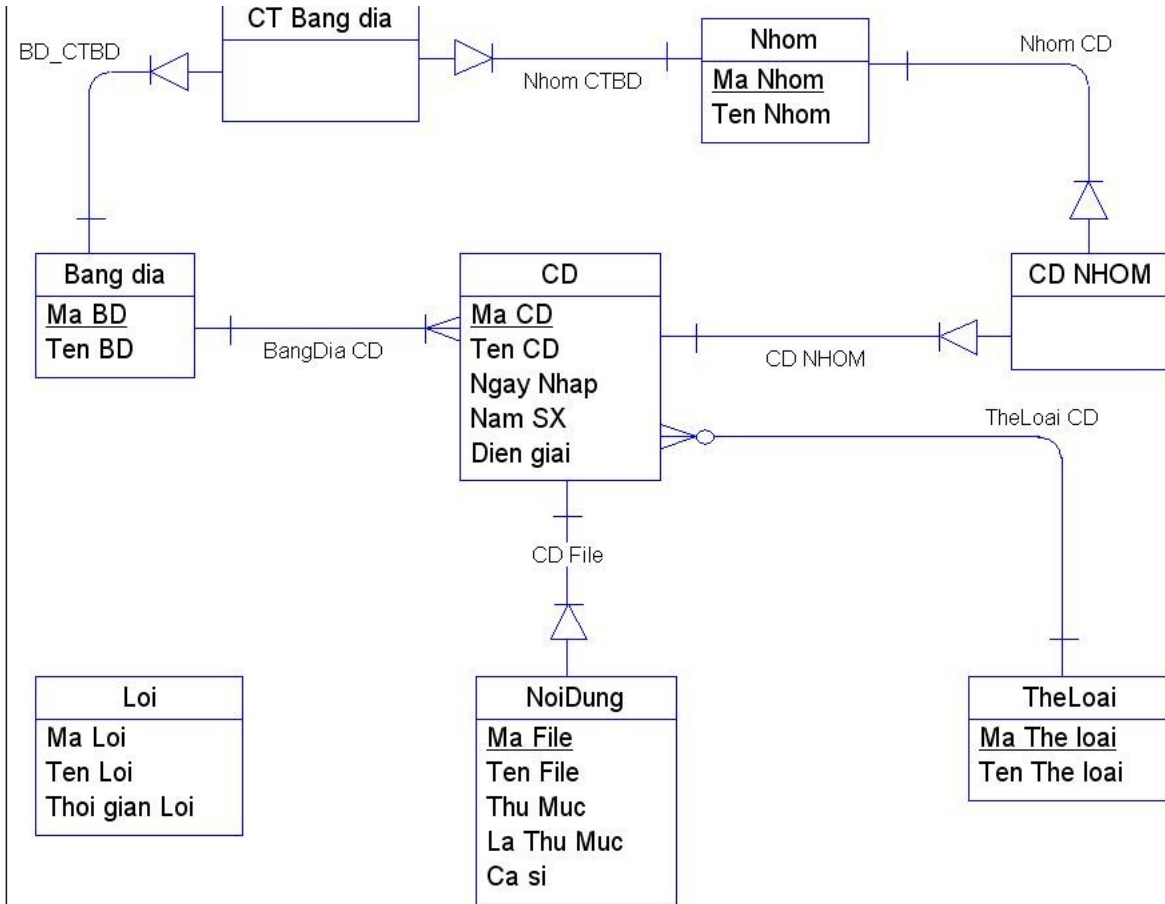 CT Bang dia
BD_CTBD
Nhom CTBD
Nhom
Ma Nhom
Ten Nhom
Nhom CD
Bang dia
Ma BD
Ten BD
BangDia CD
CD
Ma CD
Ten CD
Ngay Nhap
Nam SX
Dien giai
CD NHOM
CD NHOM
TheLoai CD
CD File
Loi
Ma Loi
Ten Loi
Thoi gian Loi
NoiDung
Ma File
Ten File
Thu Muc
La Thu Muc
Ca si
TheLoai
Ma The loai
Ten The loai